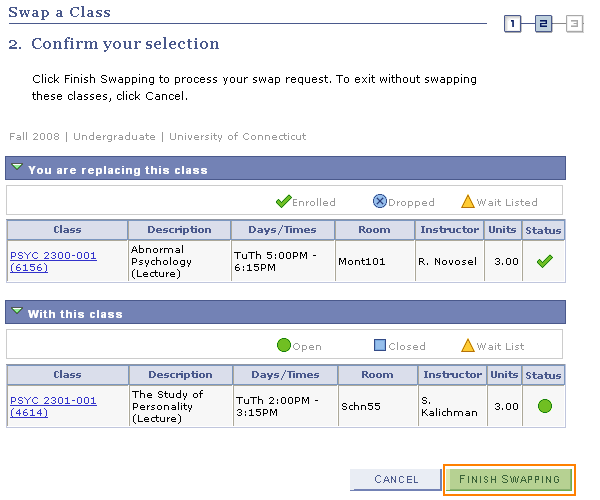 Swap a Class
1 2 3
2. Confirm your selection
Click Finish Swapping to process your swap request. To exit without swapping
these classes, click Cancel.
Fall 2008 | Undergraduate | University of Connecticut
You are replacing this class
Enrolled Dropped Wait Listed
Class Description Days/Times Room Instructor Units Status
PSYC 2300-001
(6156)
Abnormal
Psychology
(Lecture)
TuTh 5:00PM -
6:15PM
Mont101
R. Novosel
3.00
With this class
Open Closed Wait List
Class Description Days/Times Room Instructor Units Status
PSYC 2301-001
(4614)
The Study of
Personality
(Lecture)
TuTh 2:00PM -
3:15PM
Schn55
S.
Kalichman
3.00
CANCEL FINISH SWAPPING